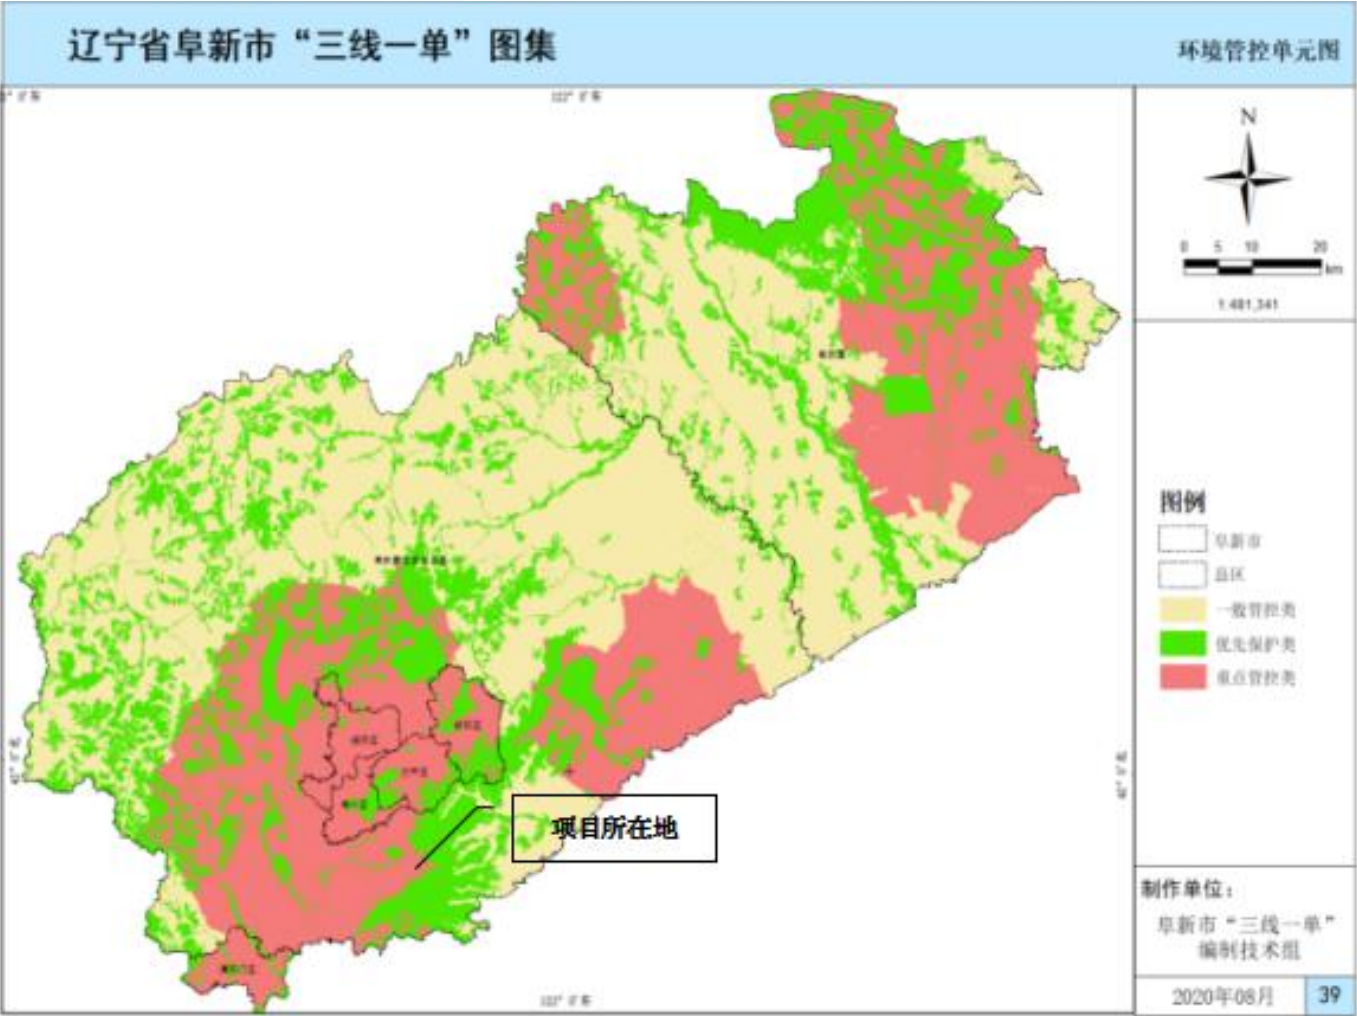 辽宁省阜新市“三线一单”图集
环境管控单元图
N
0 5 10 20
km
1:481,341
图例
阜新市
县区
一般管控类
优先保护类
重点管控类
项目所在地
制作单位：
阜新市“三线一单”
编制技术组
2020年08月
39